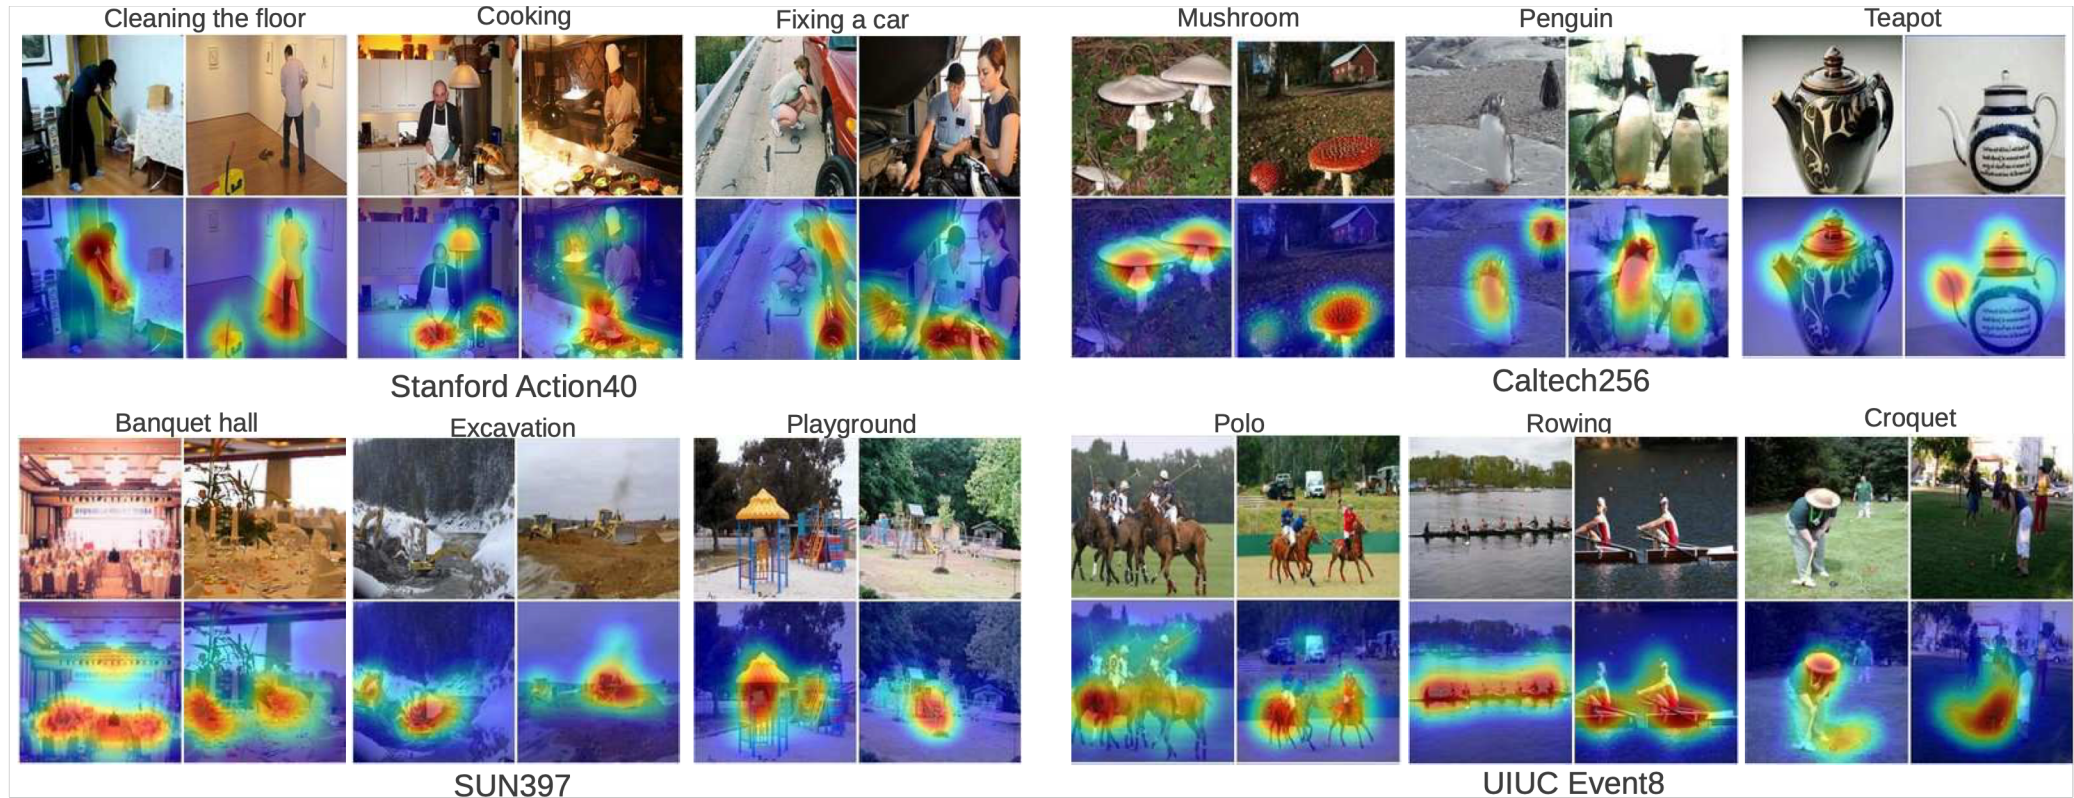 Cleaning the floor
Cooking
Fixing a car
Mushroom
Penguin
Teapot
Stanford Action40
Caltech256
Banquet hall
Excavation
Playground
Polo
Rowing
Croquet
SUN397
UIUC Event8